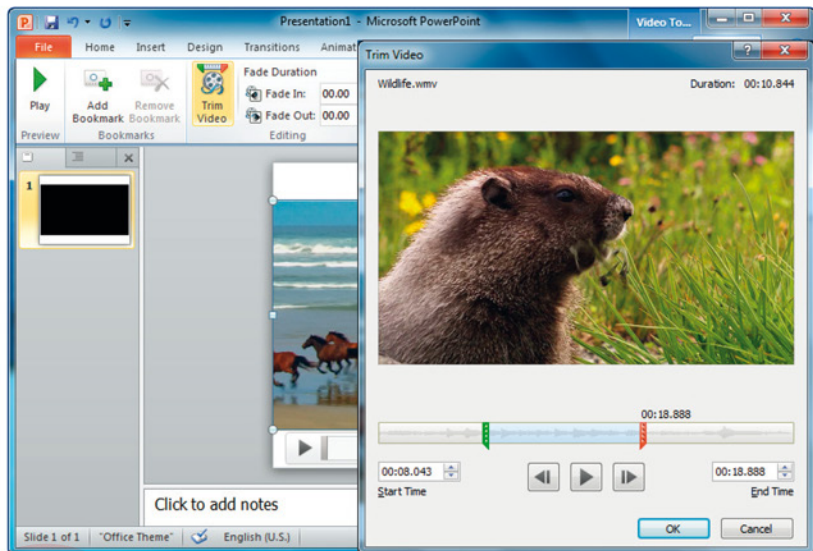 Presentation1 - Microsoft PowerPoint
Video To...
File Home Insert Design Transitions Animat
Play
Add Bookmark
Remove Bookmark
Trim Video
Fade Duration
Fade In: 00.00
Fade Out: 00.00
Preview Bookmarks Editing
1
Click to add notes
Slide 1 of 1 "Office Theme" English (U.S.)
Trim Video
Wildlife.wmv Duration: 00:10.844
00:18.888
00:08.043 00:18.888
Start Time End Time
OK Cancel